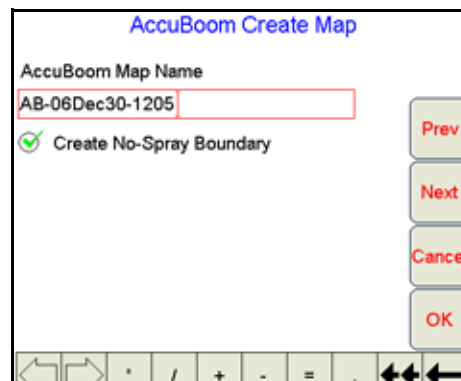 AccuBoom Create Map
AccuBoom Map Name
AB-06Dec30-1205
Create No-Spray Boundary
Prev
Next
Cance
OK
* / + - = .